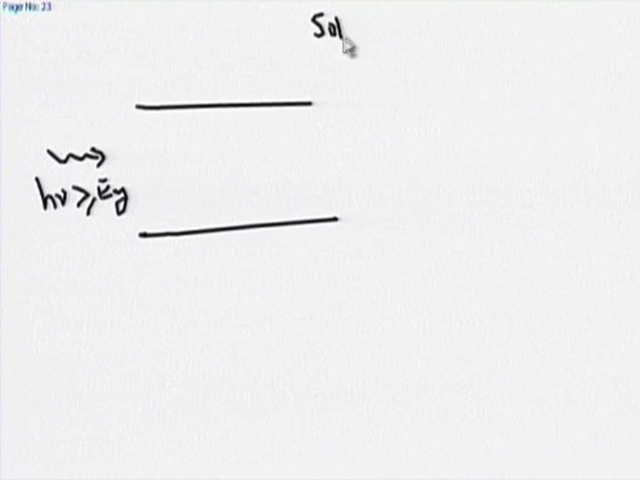 Page No: 23
Sol
hν ≥, Eg